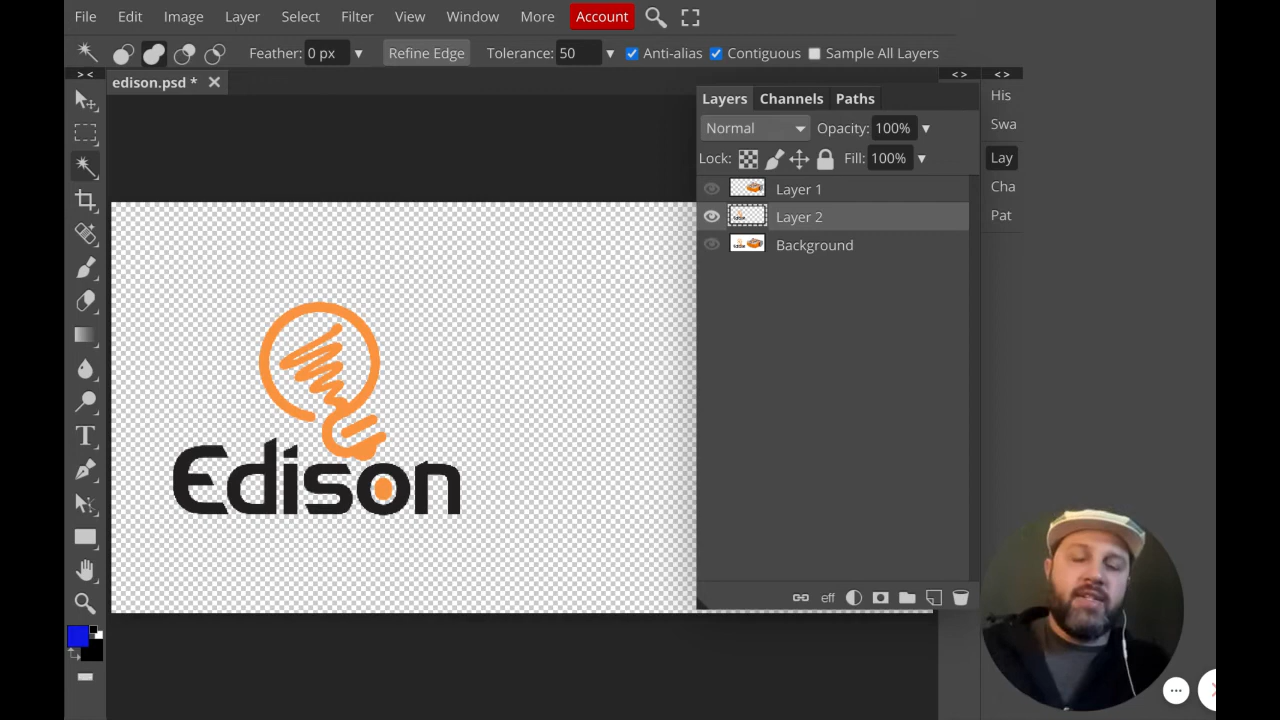 File Edit Image Layer Select Filter View Window More Account
Feather: 0 px Refine Edge Tolerance: 50 Anti-alias Contiguous Sample All Layers
> < < > < >
edison.psd *
Layers Channels Paths
Normal Opacity: 100%
Lock: Fill: 100%
Layer 1
Layer 2
Background
His
Swa
Lay
Cha
Pat
Edison
eff